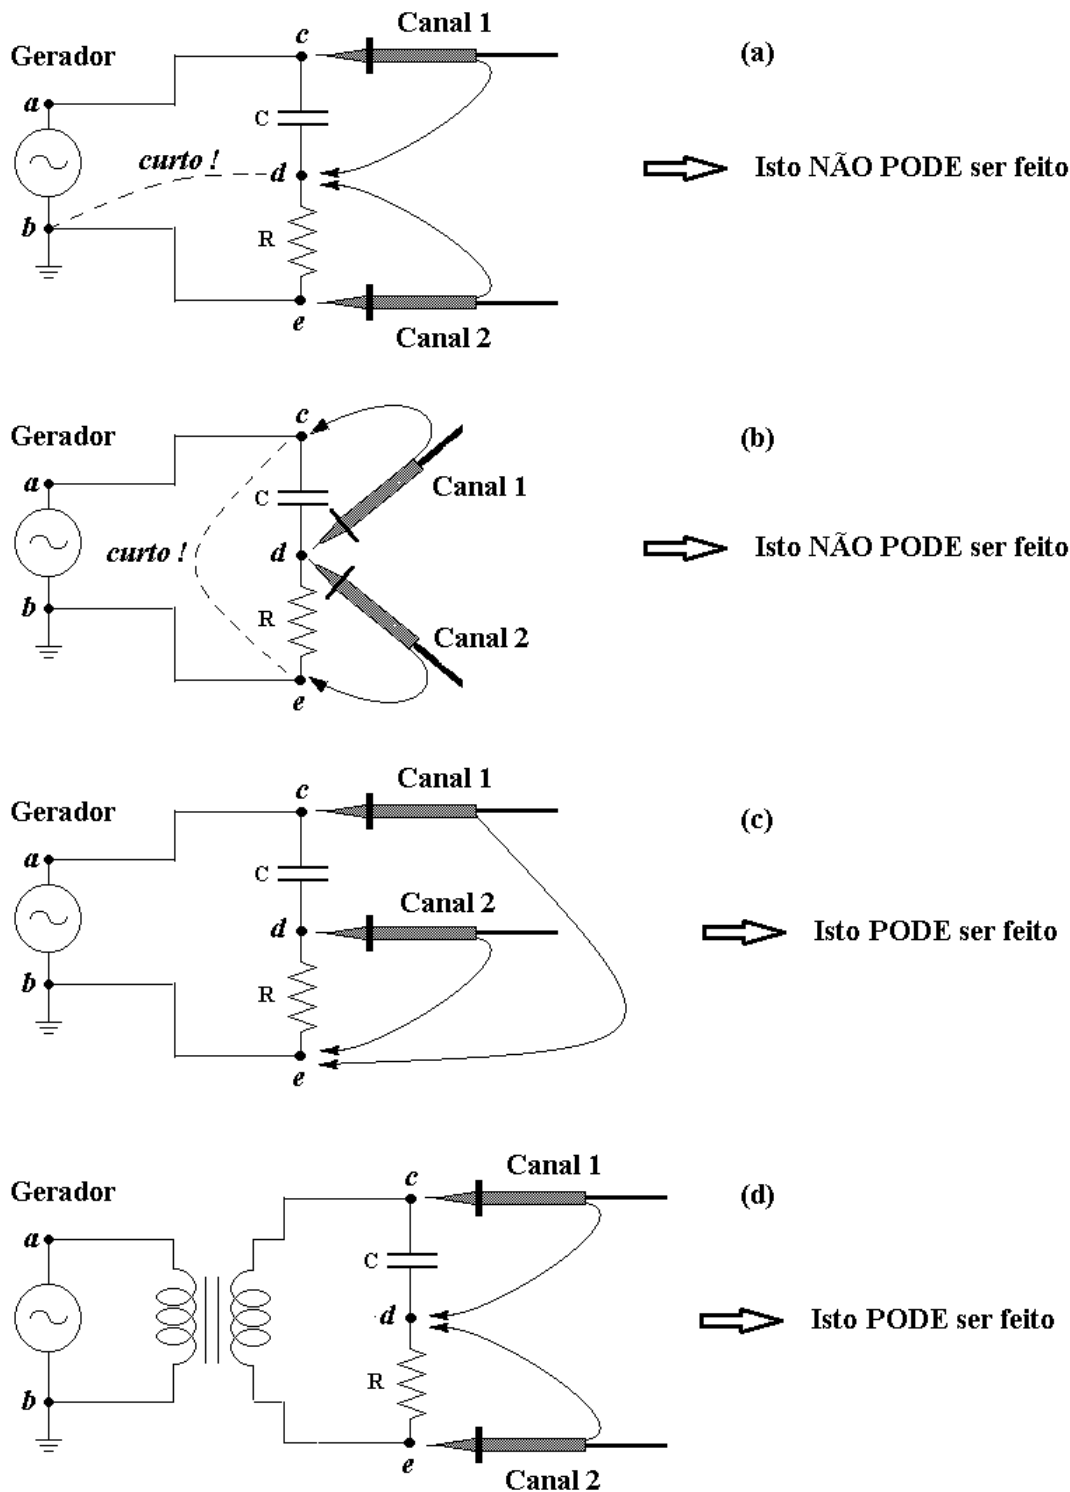 Canal 1
(a)
c
Gerador
a
C
curto !
d
Isto NÃO PODE ser feito
b
R
e
Canal 2
c
(b)
Gerador
a
Canal 1
C
curto !
d
Isto NÃO PODE ser feito
b
R
Canal 2
e
Canal 1
c
Gerador
(c)
a
C
Canal 2
d
Isto PODE ser feito
b
R
e
Canal 1
c
Gerador
(d)
a
C
d
Isto PODE ser feito
R
b
e
Canal 2